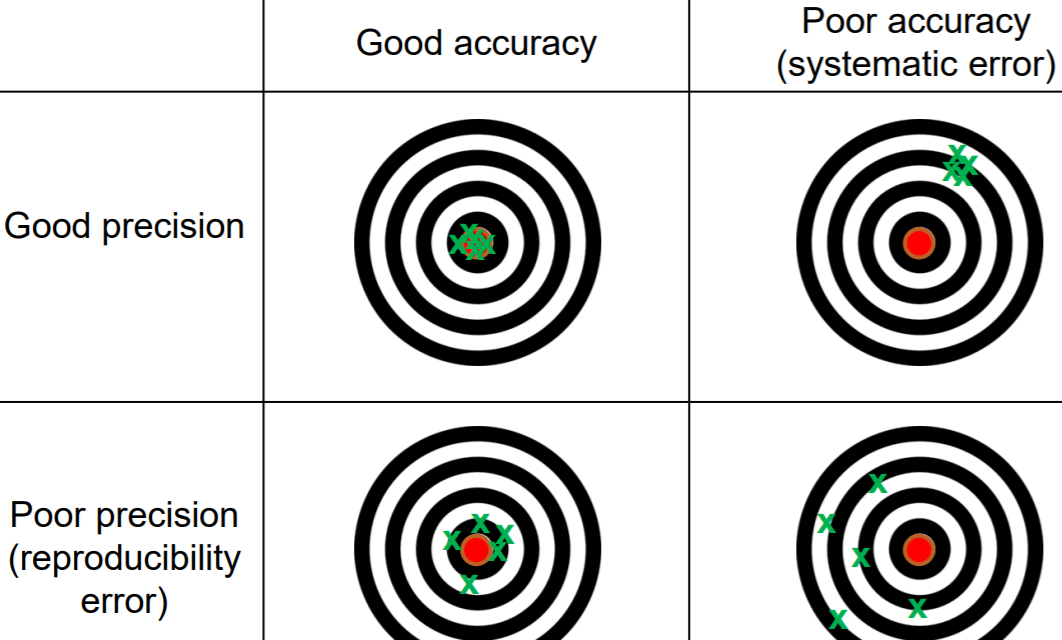 Good accuracy
Poor accuracy
(systematic error)
Good precision
x x x x x x
x x x x x
Poor precision
(reproducibility
error)
x x x x x
x x x x x